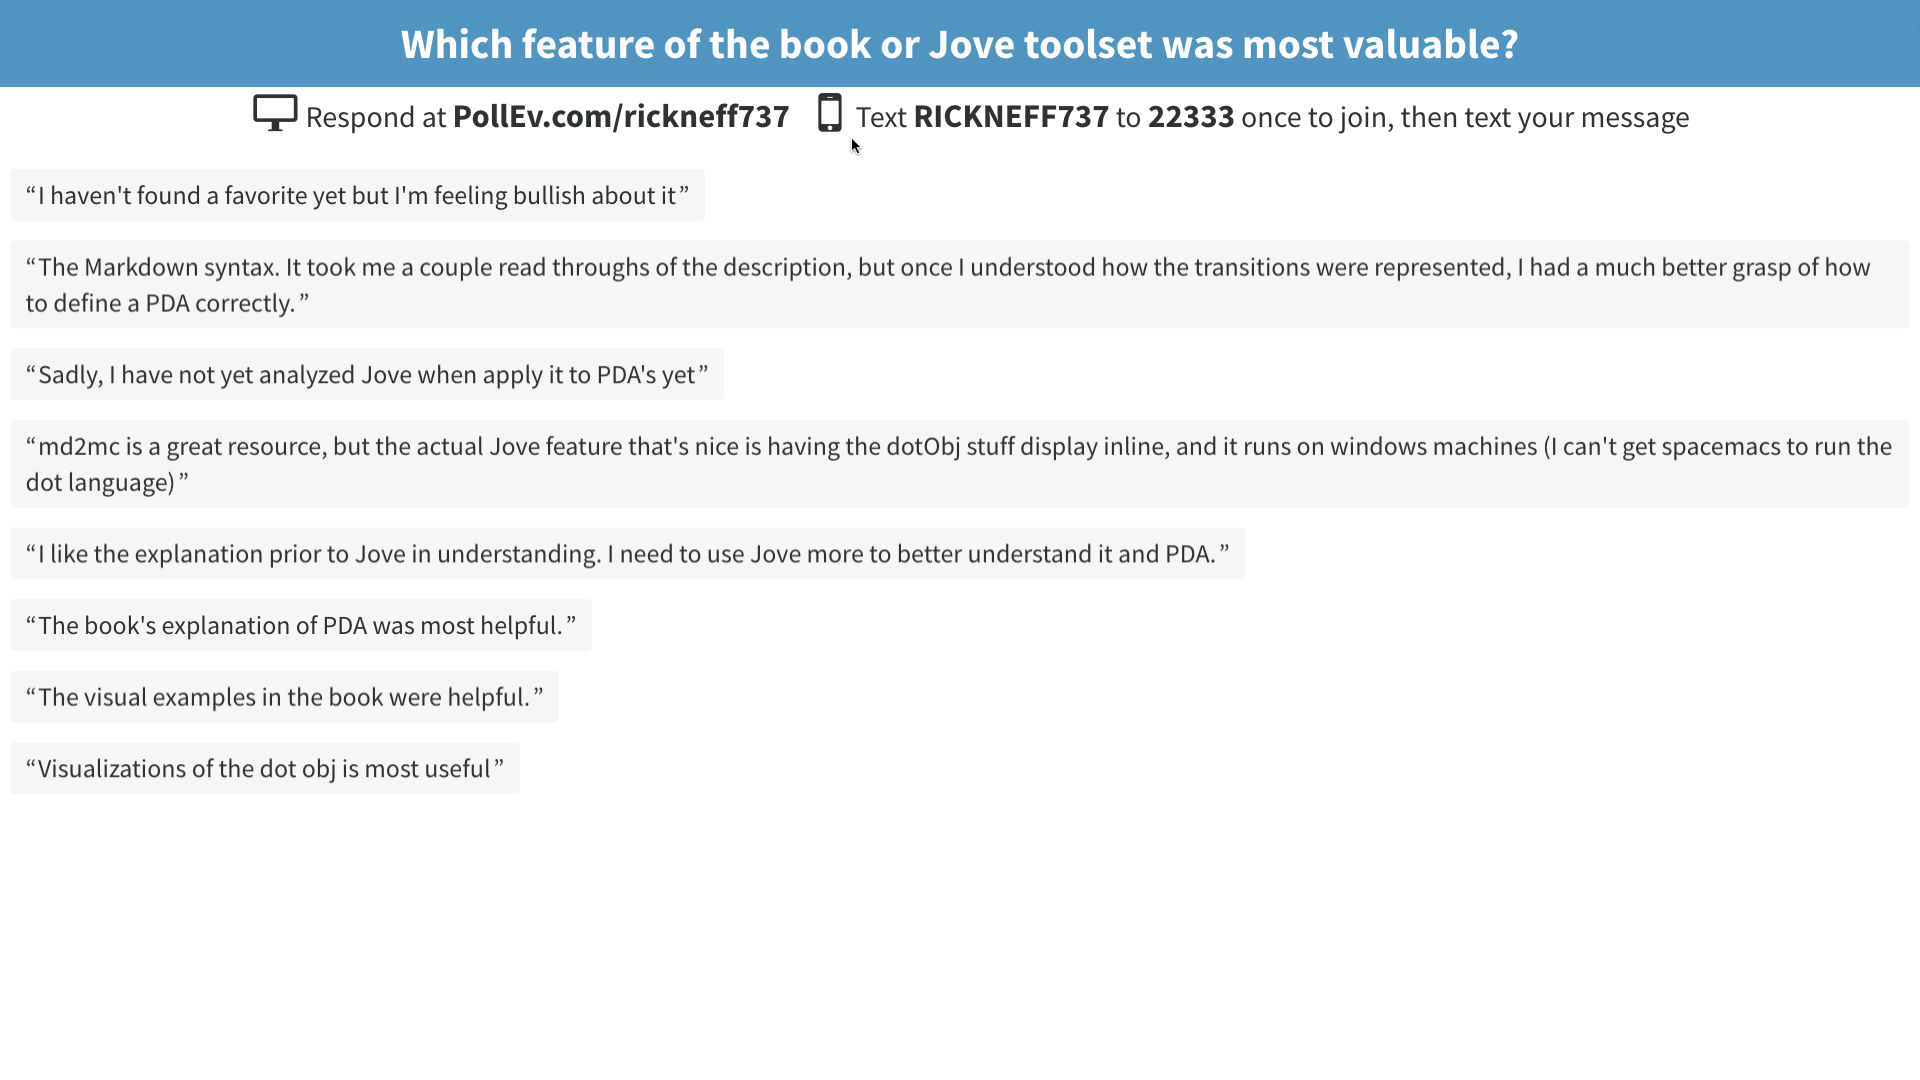 Which feature of the book or Jove toolset was most valuable?
Respond at PollEv.com/rickneff737 Text RICKNEFF737 to 22333 once to join, then text your message
“I haven't found a favorite yet but I'm feeling bullish about it”
“The Markdown syntax. It took me a couple read throughs of the description, but once I understood how the transitions were represented, I had a much better grasp of how
to define a PDA correctly.”
“Sadly, I have not yet analyzed Jove when apply it to PDA's yet”
“md2mc is a great resource, but the actual Jove feature that's nice is having the dotObj stuff display inline, and it runs on windows machines (I can't get spacemacs to run the
dot language)”
“I like the explanation prior to Jove in understanding. I need to use Jove more to better understand it and PDA.”
“The book's explanation of PDA was most helpful.”
“The visual examples in the book were helpful.”
“Visualizations of the dot obj is most useful”